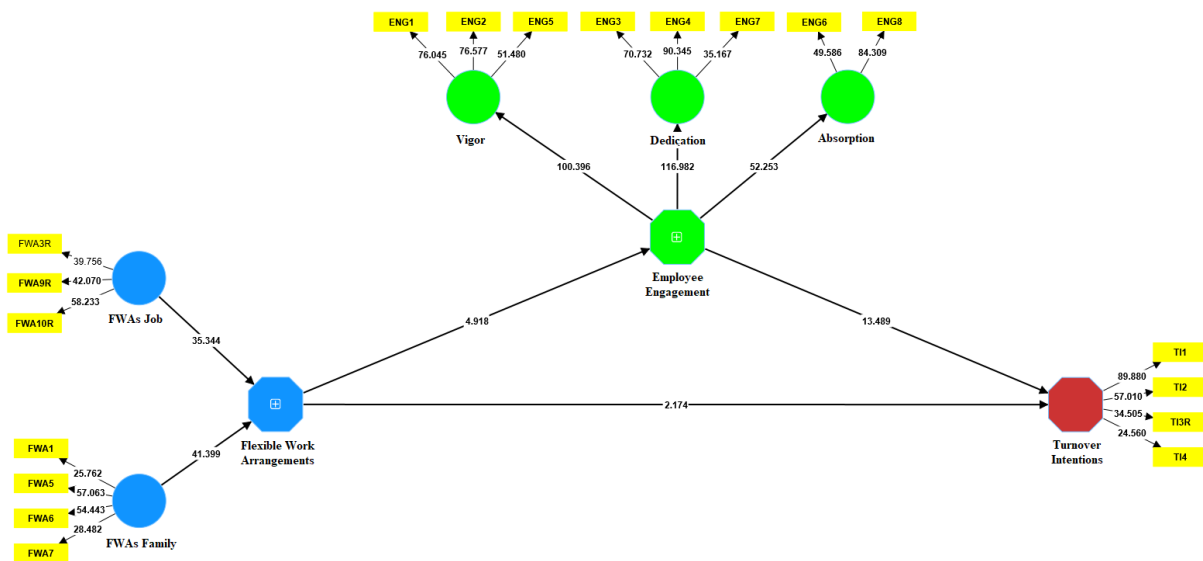 ENG1
ENG2
ENG5
ENG3
ENG4
ENG7
ENG6
ENG8
76.045
76.577
51.480
70.732
90.345
35.167
49.586
84.309
Vigor
Dedication
Absorption
100.396
116.982
52.253
FWA3R
39.756
FWA9R
42.070
FWA10R
58.233
FWAs Job
Employee
Engagement
35.344
4.918
13.489
TI1
89.880
TI2
57.010
TI3R
34.505
TI4
24.560
2.174
Flexible Work
Arrangements
Turnover
Intentions
41.399
FWA1
25.762
FWA5
57.063
FWA6
54.443
FWA7
28.482
FWAs Family